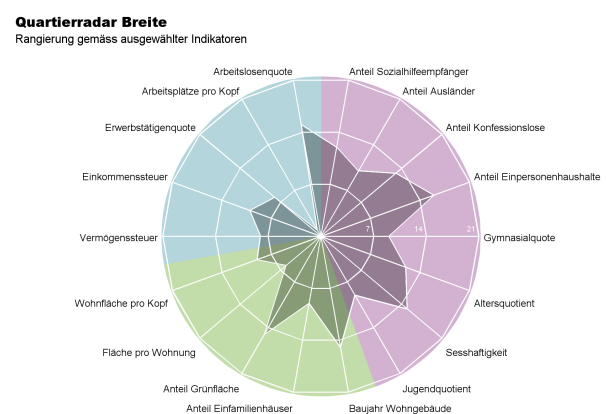 Quartierradar Breite
Rangierung gemäss ausgewählter Indikatoren
Arbeitslosenquote
Anteil Sozialhilfeempfänger
Arbeitsplätze pro Kopf
Anteil Ausländer
Erwerbstätigenquote
Anteil Konfessionslose
Einkommenssteuer
Anteil Einpersonenhaushalte
7 14 21
Vermögenssteuer
Gymnasialquote
Wohnfläche pro Kopf
Altersquotient
Fläche pro Wohnung
Sesshaftigkeit
Anteil Grünfläche
Jugendquotient
Anteil Einfamilienhäuser
Baujahr Wohngebäude